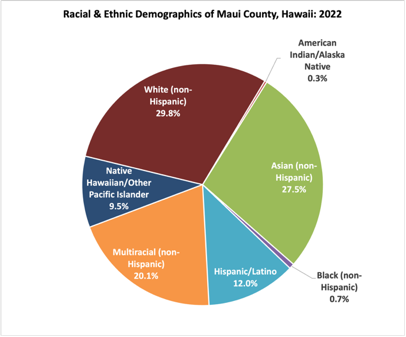 Racial & Ethnic Demographics of Maui County, Hawaii: 2022
American
Indian/Alaska
Native
0.3%
White (non-
Hispanic)
29.8%
Asian (non-
Hispanic)
27.5%
Native
Hawaiian/Other
Pacific Islander
9.5%
Multiracial (non-
Hispanic)
20.1%
Hispanic/Latino
12.0%
Black (non-
Hispanic)
0.7%